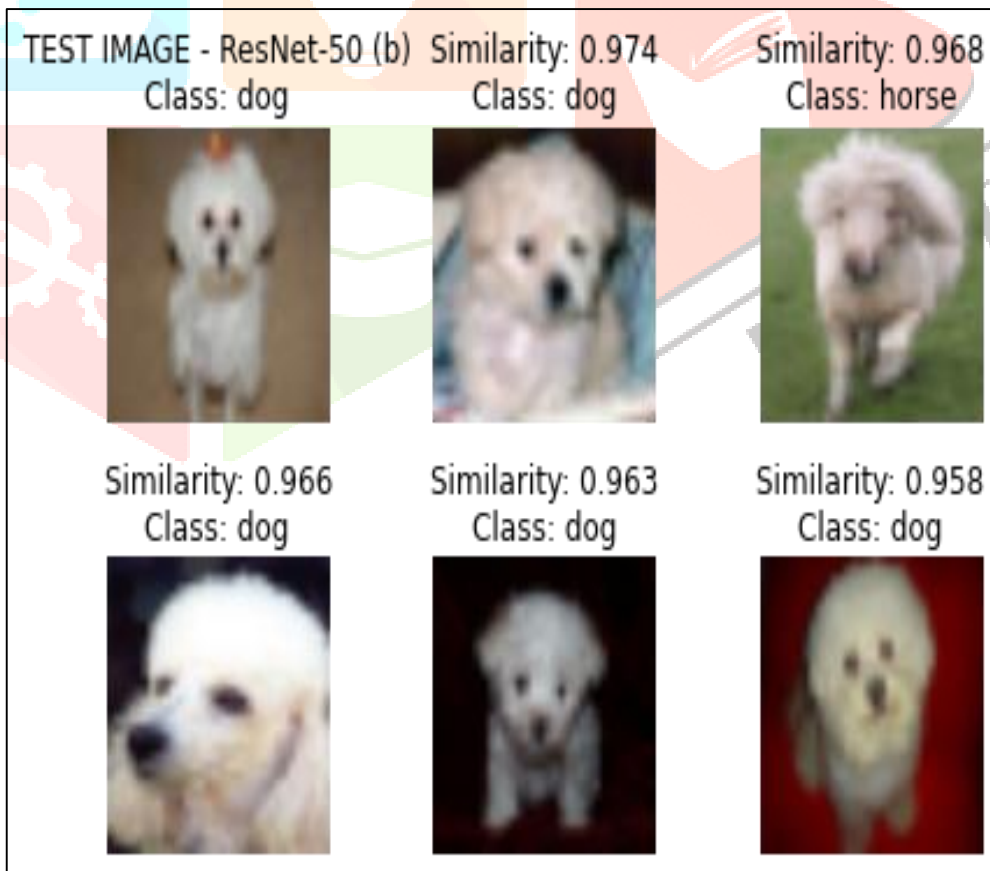 TEST IMAGE - ResNet-50 (b)
Class: dog
Similarity: 0.974
Class: dog
Similarity: 0.968
Class: horse
Similarity: 0.966
Class: dog
Similarity: 0.963
Class: dog
Similarity: 0.958
Class: dog